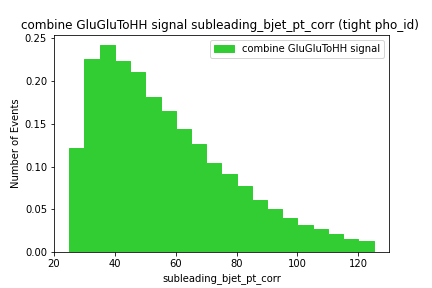 combine GluGluToHH signal subleading_bjet_pt_corr (tight pho_id)
combine GluGluToHH signal
Number of Events
0.25
0.20
0.15
0.10
0.05
0.00
20 40 60 80 100 120
subleading_bjet_pt_corr